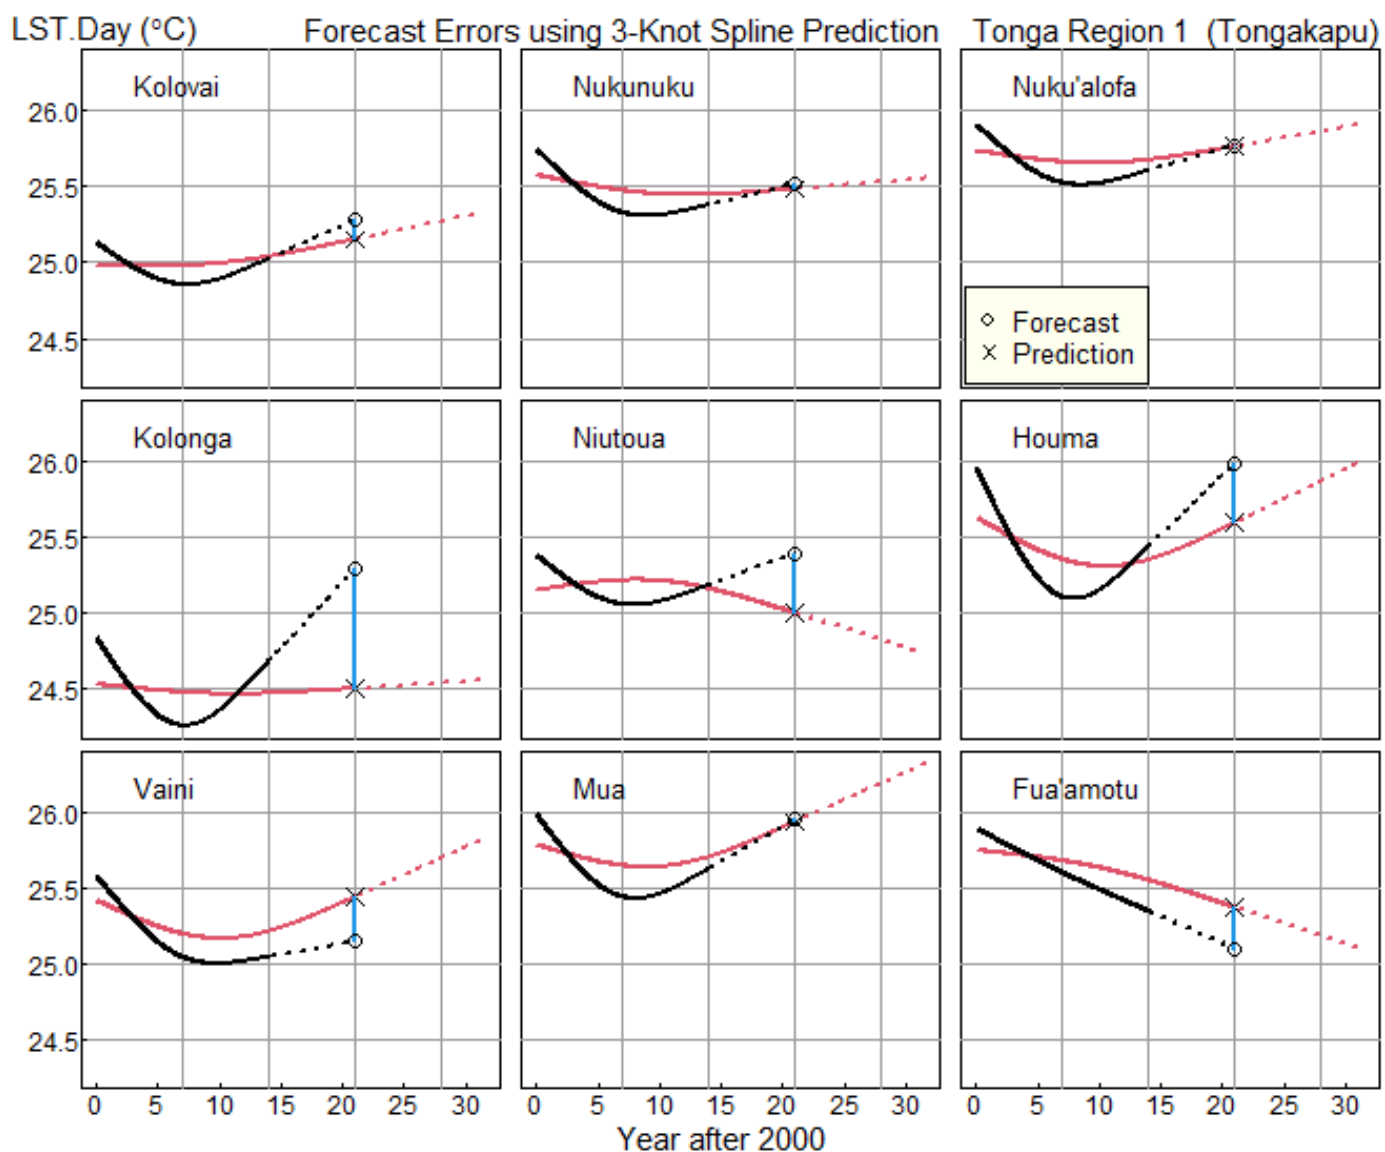 LST.Day (°C) Forecast Errors using 3-Knot Spline Prediction Tonga Region 1 (Tongakapu)
Kolovai Nukunuku Nuku'alofa
26.0
25.5
25.0
24.5
Forecast
Prediction
Kolonga Niutoua Houma
26.0
25.5
25.0
24.5
Vaini Mua Fua'amotu
26.0
25.5
25.0
24.5
0 5 10 15 20 25 30 0 5 10 15 20 25 30 0 5 10 15 20 25 30
Year after 2000